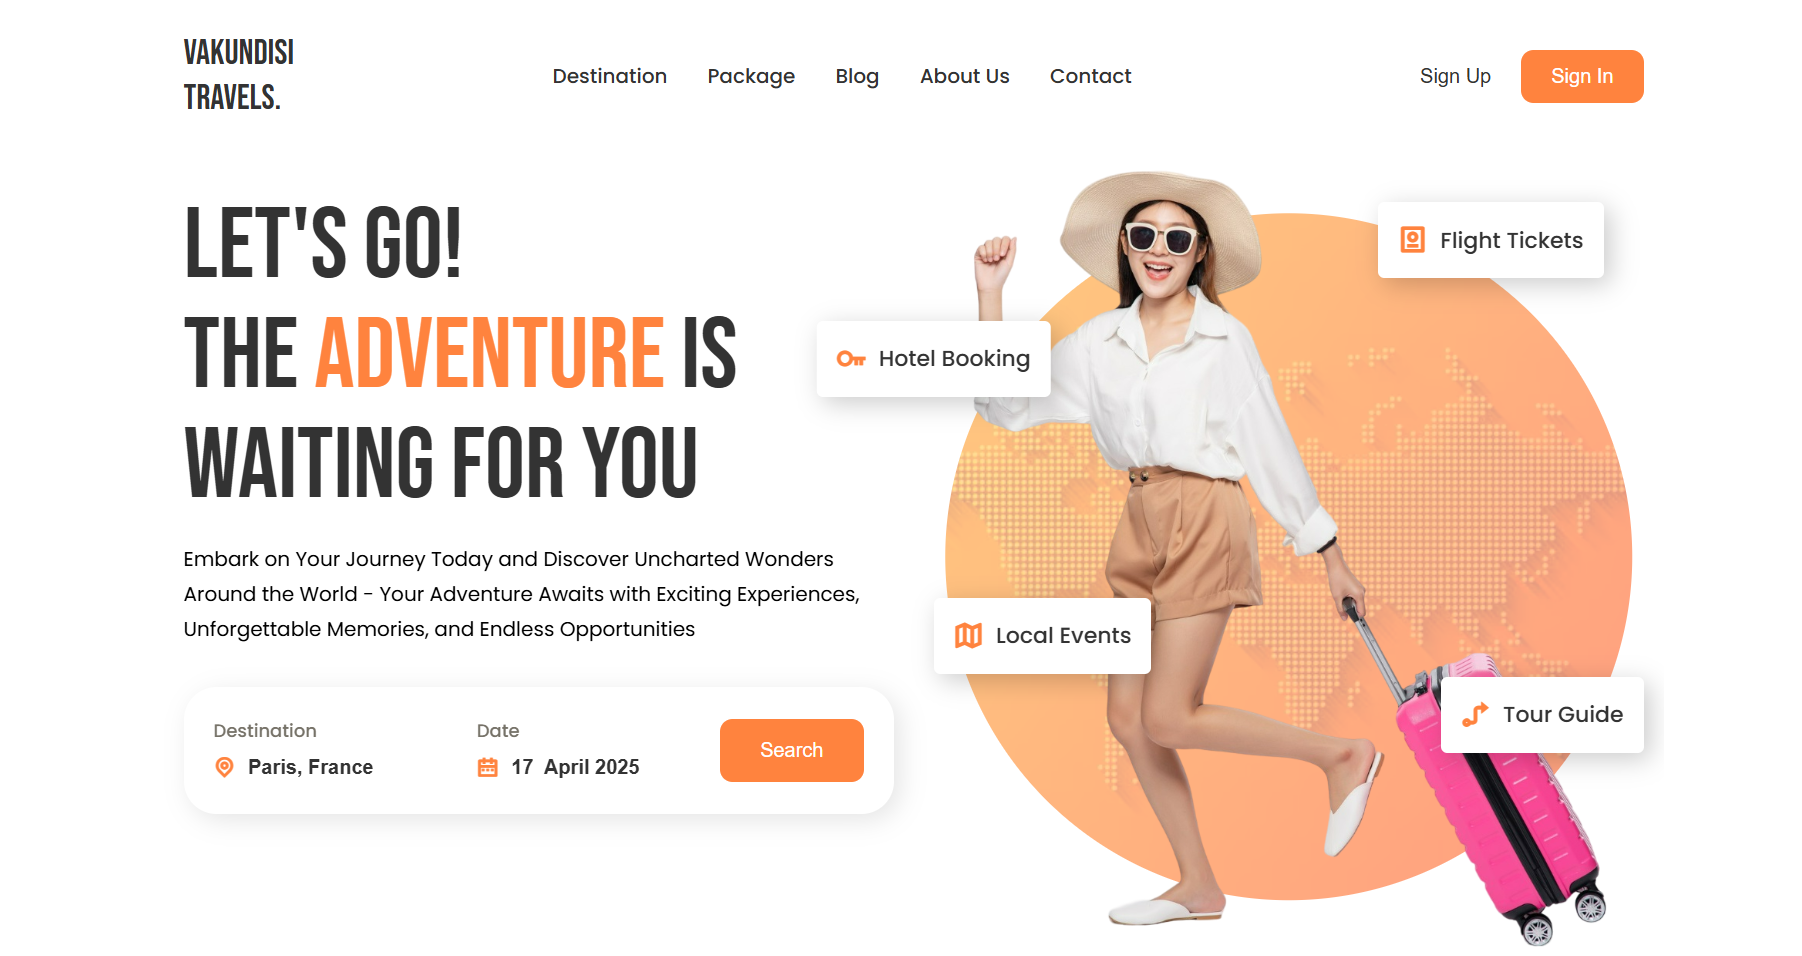 VAKUNDISI
TRAVELS.
Destination Package Blog About Us Contact
Sign Up Sign In
LET'S GO!
THE ADVENTURE IS
WAITING FOR YOU
Embark on Your Journey Today and Discover Uncharted Wonders
Around the World - Your Adventure Awaits with Exciting Experiences,
Unforgettable Memories, and Endless Opportunities
Destination
Paris, France
Date
17 April 2025
Search
Flight Tickets
Hotel Booking
Local Events
Tour Guide